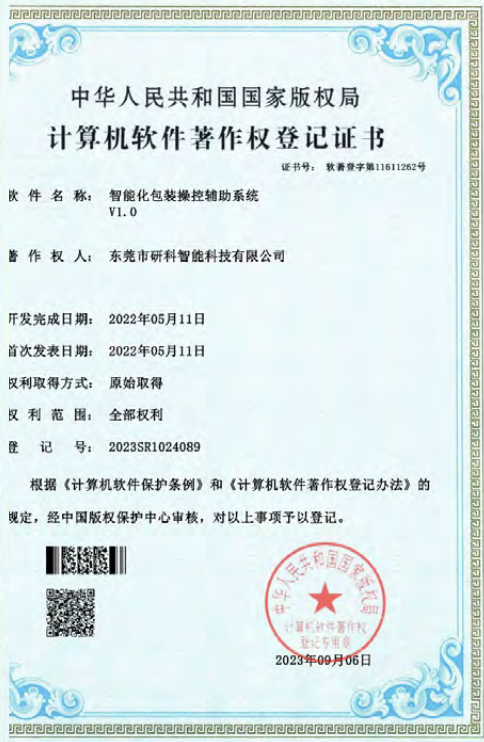 中华人民共和国国家版权局
计算机软件著作权登记证书
证书号： 软著登字第11611262号
软 件 名 称： 智能化包装操控辅助系统
V1.0
著 作 权 人： 东莞市研科智能科技有限公司
开发完成日期： 2022年05月11日
首次发表日期： 2022年05月11日
权利取得方式： 原始取得
权 利 范 围： 全部权利
登 记 号： 2023SR1024089
根据《计算机软件保护条例》和《计算机软件著作权登记办法》的
规定，经中国版权保护中心审核，对以上事项予以登记。
中华人民共和国国家版权局
计算机软件著作权
登记专用章
2023年09月06日